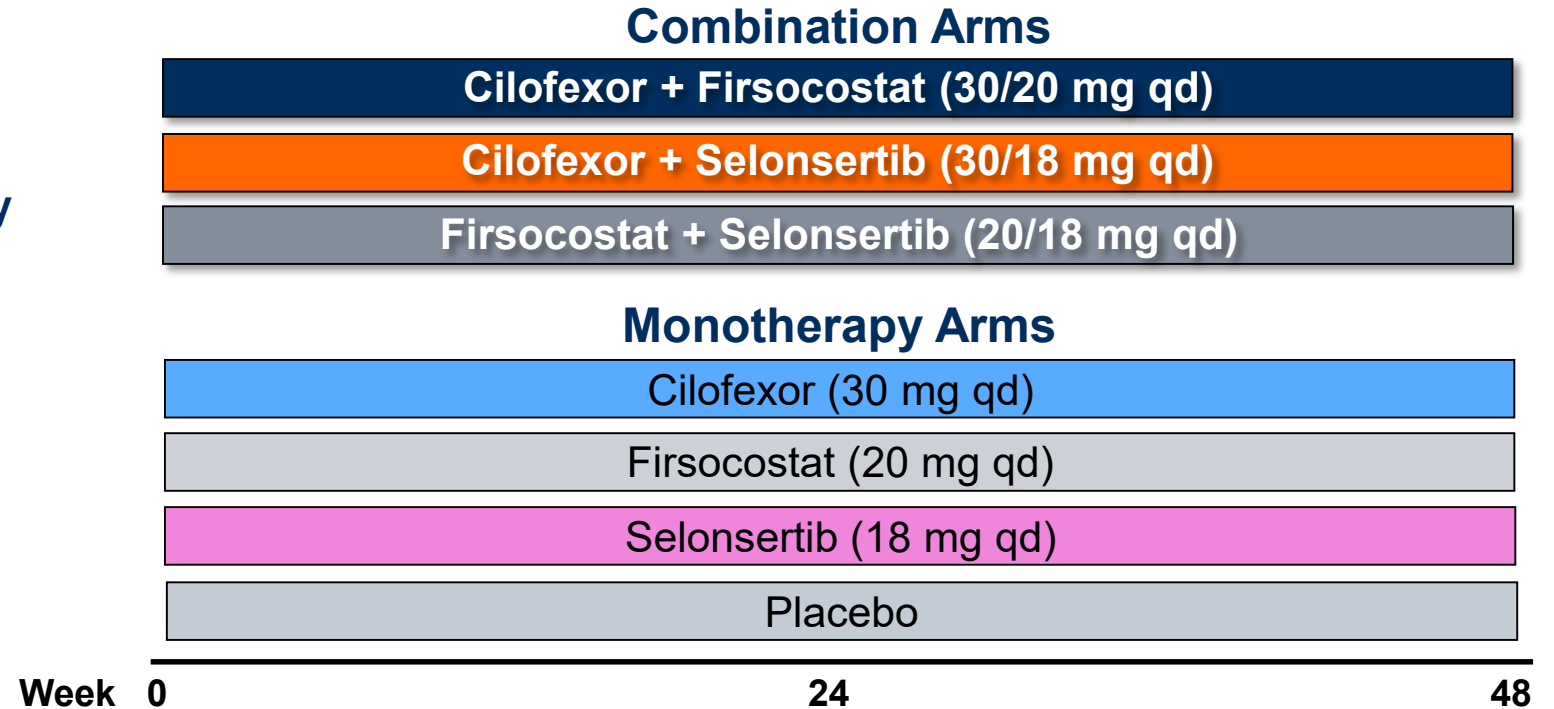 Combination Arms
Cilofexor + Firsocostat (30/20 mg qd)
Cilofexor + Selonsertib (30/18 mg qd)
Firsocostat + Selonsertib (20/18 mg qd)
Monotherapy Arms
Cilofexor (30 mg qd)
Firsocostat (20 mg qd)
Selonsertib (18 mg qd)
Placebo
Week 0 24 48